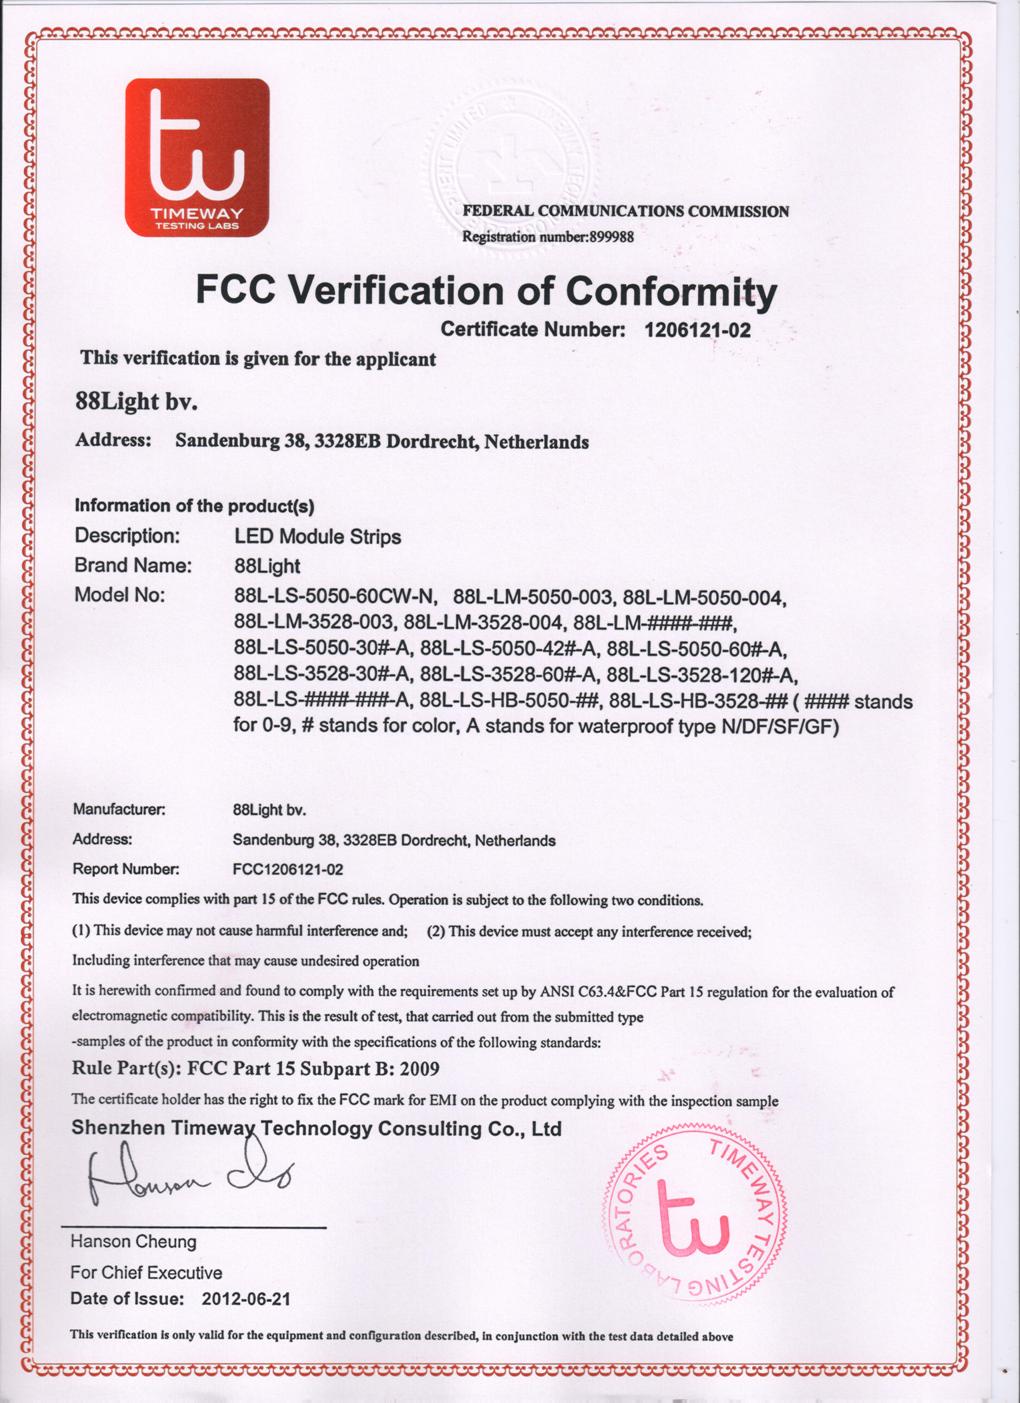 tw
TIMEWAY
TESTING LABS
FEDERAL COMMUNICATIONS COMMISSION
Registration number:899988
FCC Verification of Conformity
Certificate Number: 1206121-02
This verification is given for the applicant
88Light bv.
Address: Sandenburg 38, 3328EB Dordrecht, Netherlands
Information of the product(s)
Description: LED Module Strips
Brand Name: 88Light
Model No: 88L-LS-5050-60CW-N, 88L-LM-5050-003, 88L-LM-5050-004,
88L-LM-3528-003, 88L-LM-3528-004, 88L-LM-####-###,
88L-LS-5050-30#-A, 88L-LS-5050-42#-A, 88L-LS-5050-60#-A,
88L-LS-3528-30#-A, 88L-LS-3528-60#-A, 88L-LS-3528-120#-A,
88L-LS-####-###-A, 88L-LS-HB-5050-##, 88L-LS-HB-3528-## ( #### stands
for 0-9, # stands for color, A stands for waterproof type N/DF/SF/GF)
Manufacturer: 88Light bv.
Address: Sandenburg 38, 3328EB Dordrecht, Netherlands
Report Number: FCC1206121-02
This device complies with part 15 of the FCC rules. Operation is subject to the following two conditions.
(1) This device may not cause harmful interference and; (2) This device must accept any interference received;
Including interference that may cause undesired operation
It is herewith confirmed and found to comply with the requirements set up by ANSI C63.4&FCC Part 15 regulation for the evaluation of
electromagnetic compatibility. This is the result of test, that carried out from the submitted type
-samples of the product in conformity with the specifications of the following standards:
Rule Part(s): FCC Part 15 Subpart B: 2009
The certificate holder has the right to fix the FCC mark for EMI on the product complying with the inspection sample
Shenzhen Timeway Technology Consulting Co., Ltd
TIMEWAY TESTING LABORATORIES
tw
Hanson Cheung
For Chief Executive
Date of Issue: 2012-06-21
This verification is only valid for the equipment and configuration described, in conjunction with the test data detailed above